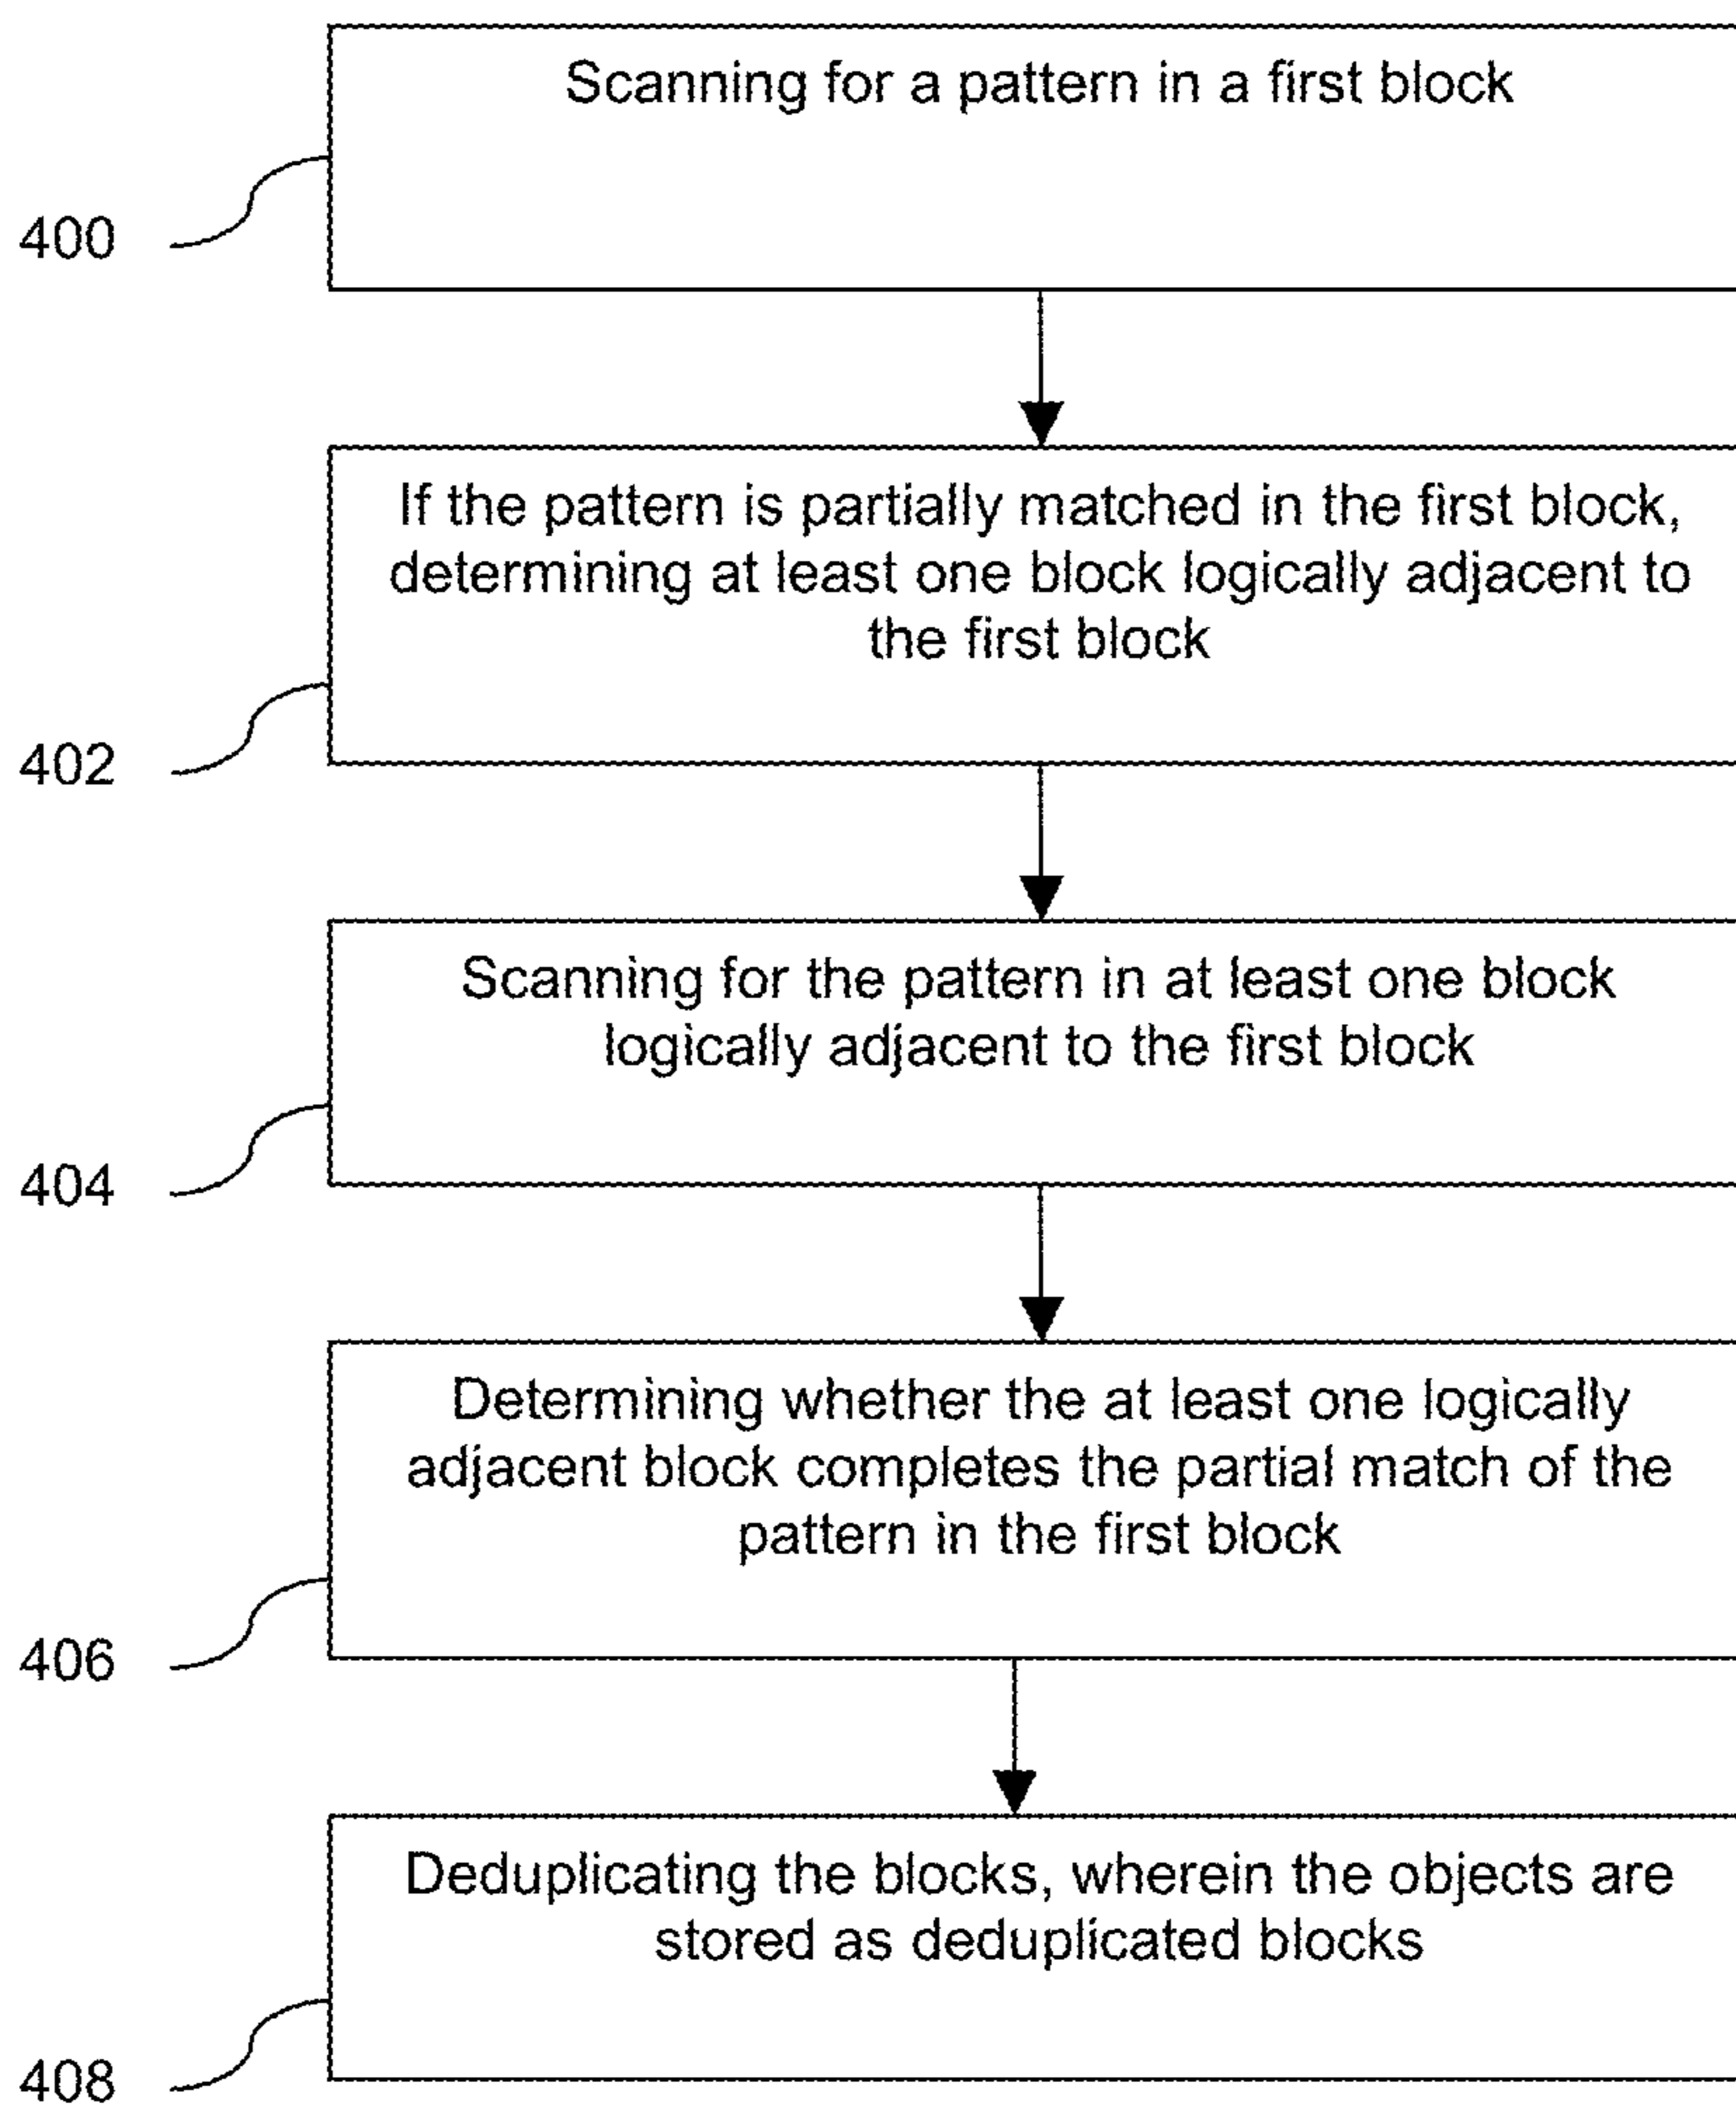 Scanning for a pattern in a first block
400
If the pattern is partially matched in the first block,
determining at least one block logically adjacent to
the first block
402
Scanning for the pattern in at least one block
logically adjacent to the first block
404
Determining whether the at least one logically
adjacent block completes the partial match of the
pattern in the first block
406
Deduplicating the blocks, wherein the objects are
stored as deduplicated blocks
408